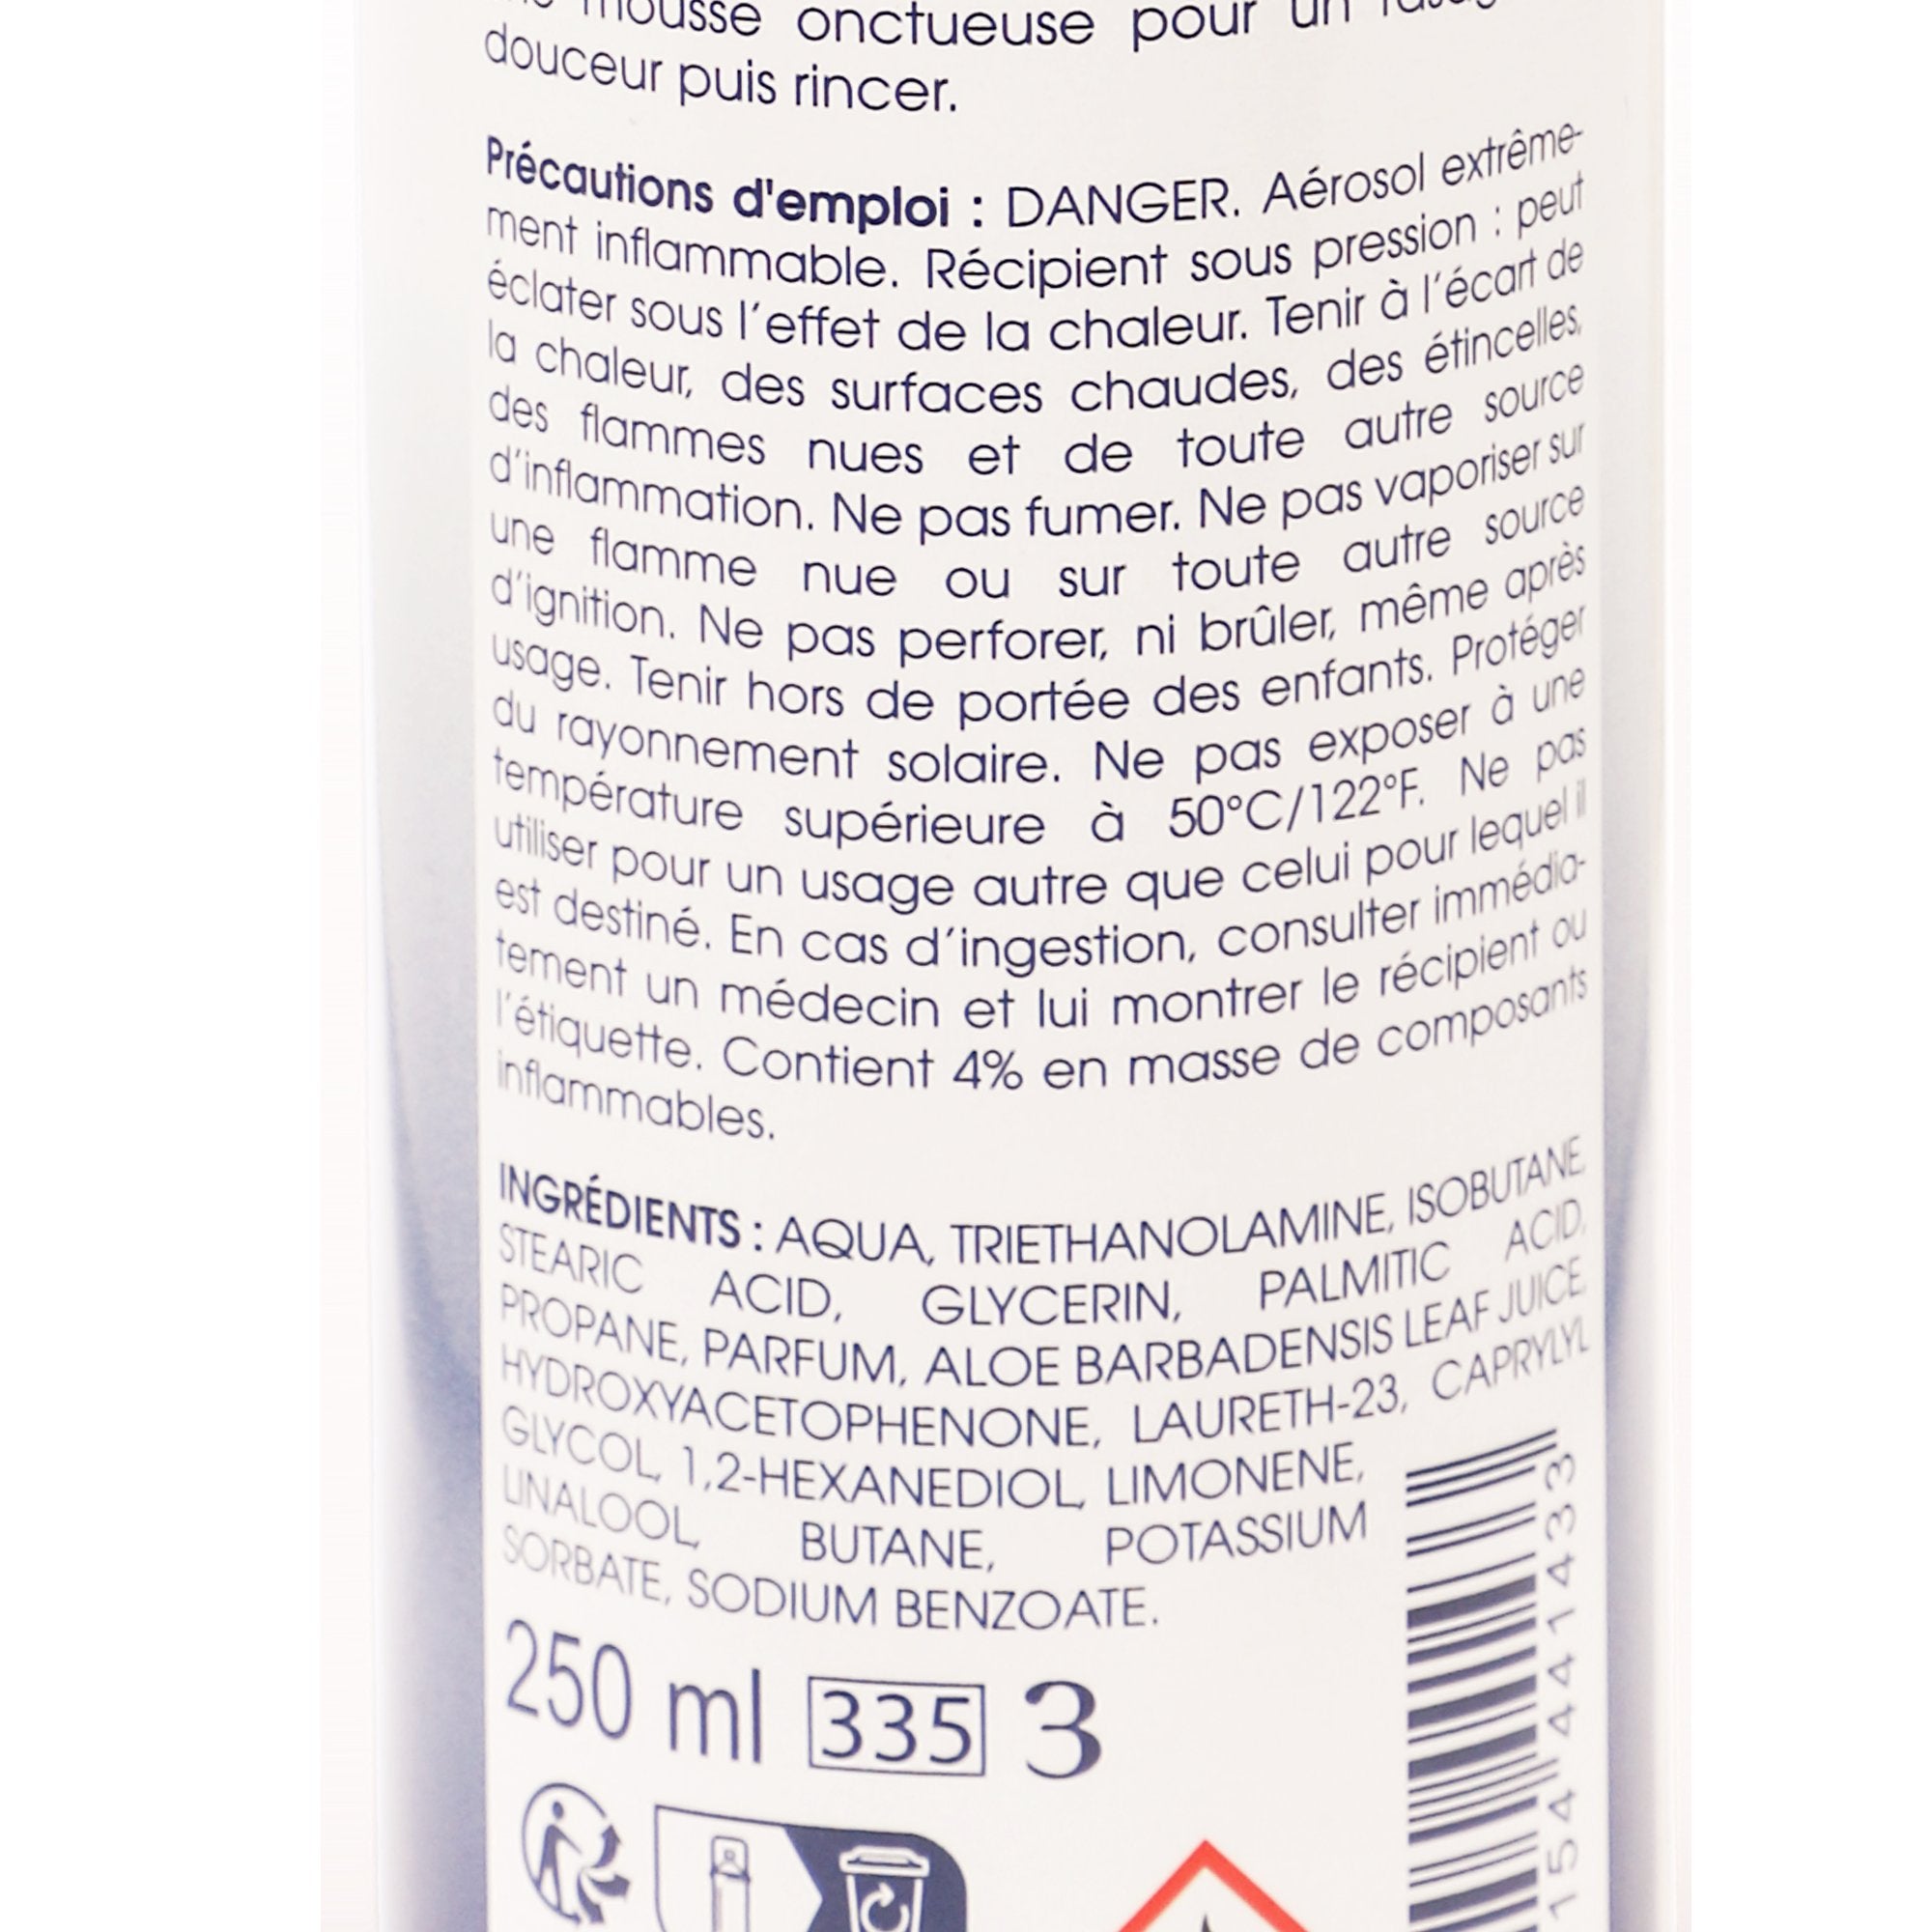 mousse onctueuse pour un
douceur puis rincer.
Précautions d'emploi : DANGER. Aérosol extrême-
ment inflammable. Récipient sous pression : peut
éclater sous l'effet de la chaleur. Tenir à l'écart de
la chaleur, des surfaces chaudes, des étincelles,
des flammes nues et de toute autre source
d'inflammation. Ne pas fumer. Ne pas vaporiser sur
une flamme nue ou sur toute autre source
d'ignition. Ne pas perforer, ni brûler, même après
usage. Tenir hors de portée des enfants. Protéger
du rayonnement solaire. Ne pas exposer à une
température supérieure à 50°C/122°F. Ne pas
utiliser pour un usage autre que celui pour lequel il
est destiné. En cas d'ingestion, consulter immédia-
tement un médecin et lui montrer le récipient ou
l'étiquette. Contient 4% en masse de composants
inflammables.
INGRÉDIENTS : AQUA, TRIETHANOLAMINE, ISOBUTANE,
STEARIC ACID, GLYCERIN, PALMITIC ACID,
PROPANE, PARFUM, ALOE BARBADENSIS LEAF JUICE,
HYDROXYACETOPHENONE, LAURETH-23, CAPRYLYL
GLYCOL, 1,2-HEXANEDIOL, LIMONENE,
LINALOOL, BUTANE, POTASSIUM
SORBATE, SODIUM BENZOATE.
250 ml 335 3
154 441433